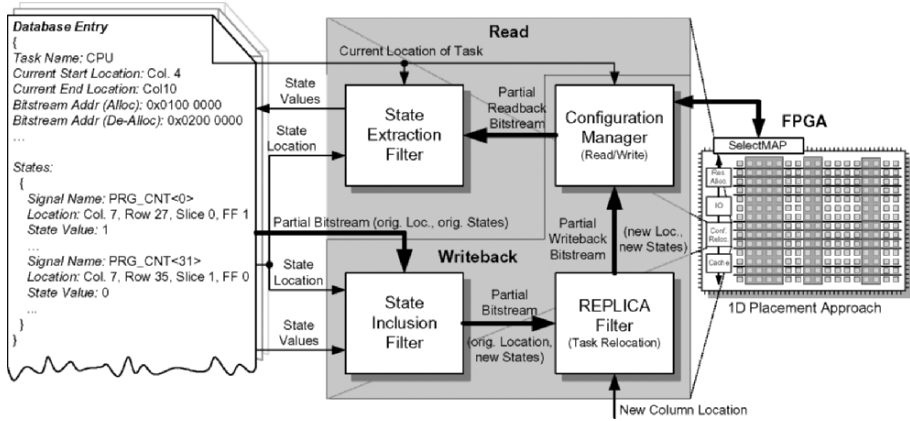 Database Entry
{
Task Name: CPU
Current Start Location: Col. 4
Current End Location: Col10
Bitstream Addr (Alloc): 0x0100 0000
Bitstream Addr (De-Alloc): 0x0200 0000
...
States:
{
Signal Name: PRG_CNT<0>
Location: Col. 7, Row 27, Slice 0, FF 1
State Value: 1
...
Signal Name: PRG_CNT<31>
Location: Col. 7, Row 35, Slice 1, FF 0
State Value: 0
...
}
}
Read
Current Location of Task
State
Values
State
Location
State
Extraction
Filter
Partial
Readback
Bitstream
Configuration
Manager
(Read/Write)
Partial Bitstream (orig. Loc., orig. States)
Writeback
Partial
Writeback
Bitstream
(new Loc.,
new States)
State
Location
State
Values
State
Inclusion
Filter
Partial
Bitstream
(orig. Location,
new States)
REPLICA
Filter
(Task Relocation)
New Column Location
FPGA
SelectMAP
Res.
Alloc.
IO
Conf.
Reloc.
Cache
1D Placement Approach